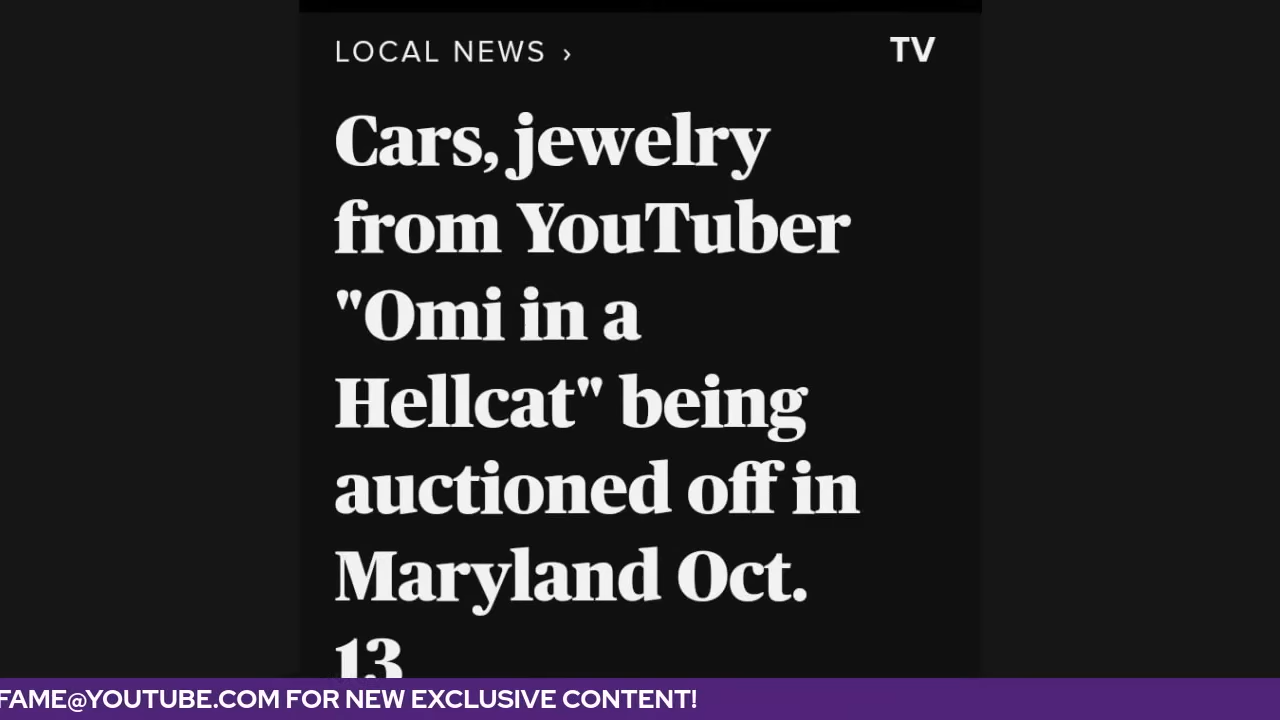 LOCAL NEWS ›
TV
Cars, jewelry
from YouTuber
"Omi in a
Hellcat" being
auctioned off in
Maryland Oct.
13
FAME@YOUTUBE.COM FOR NEW EXCLUSIVE CONTENT!